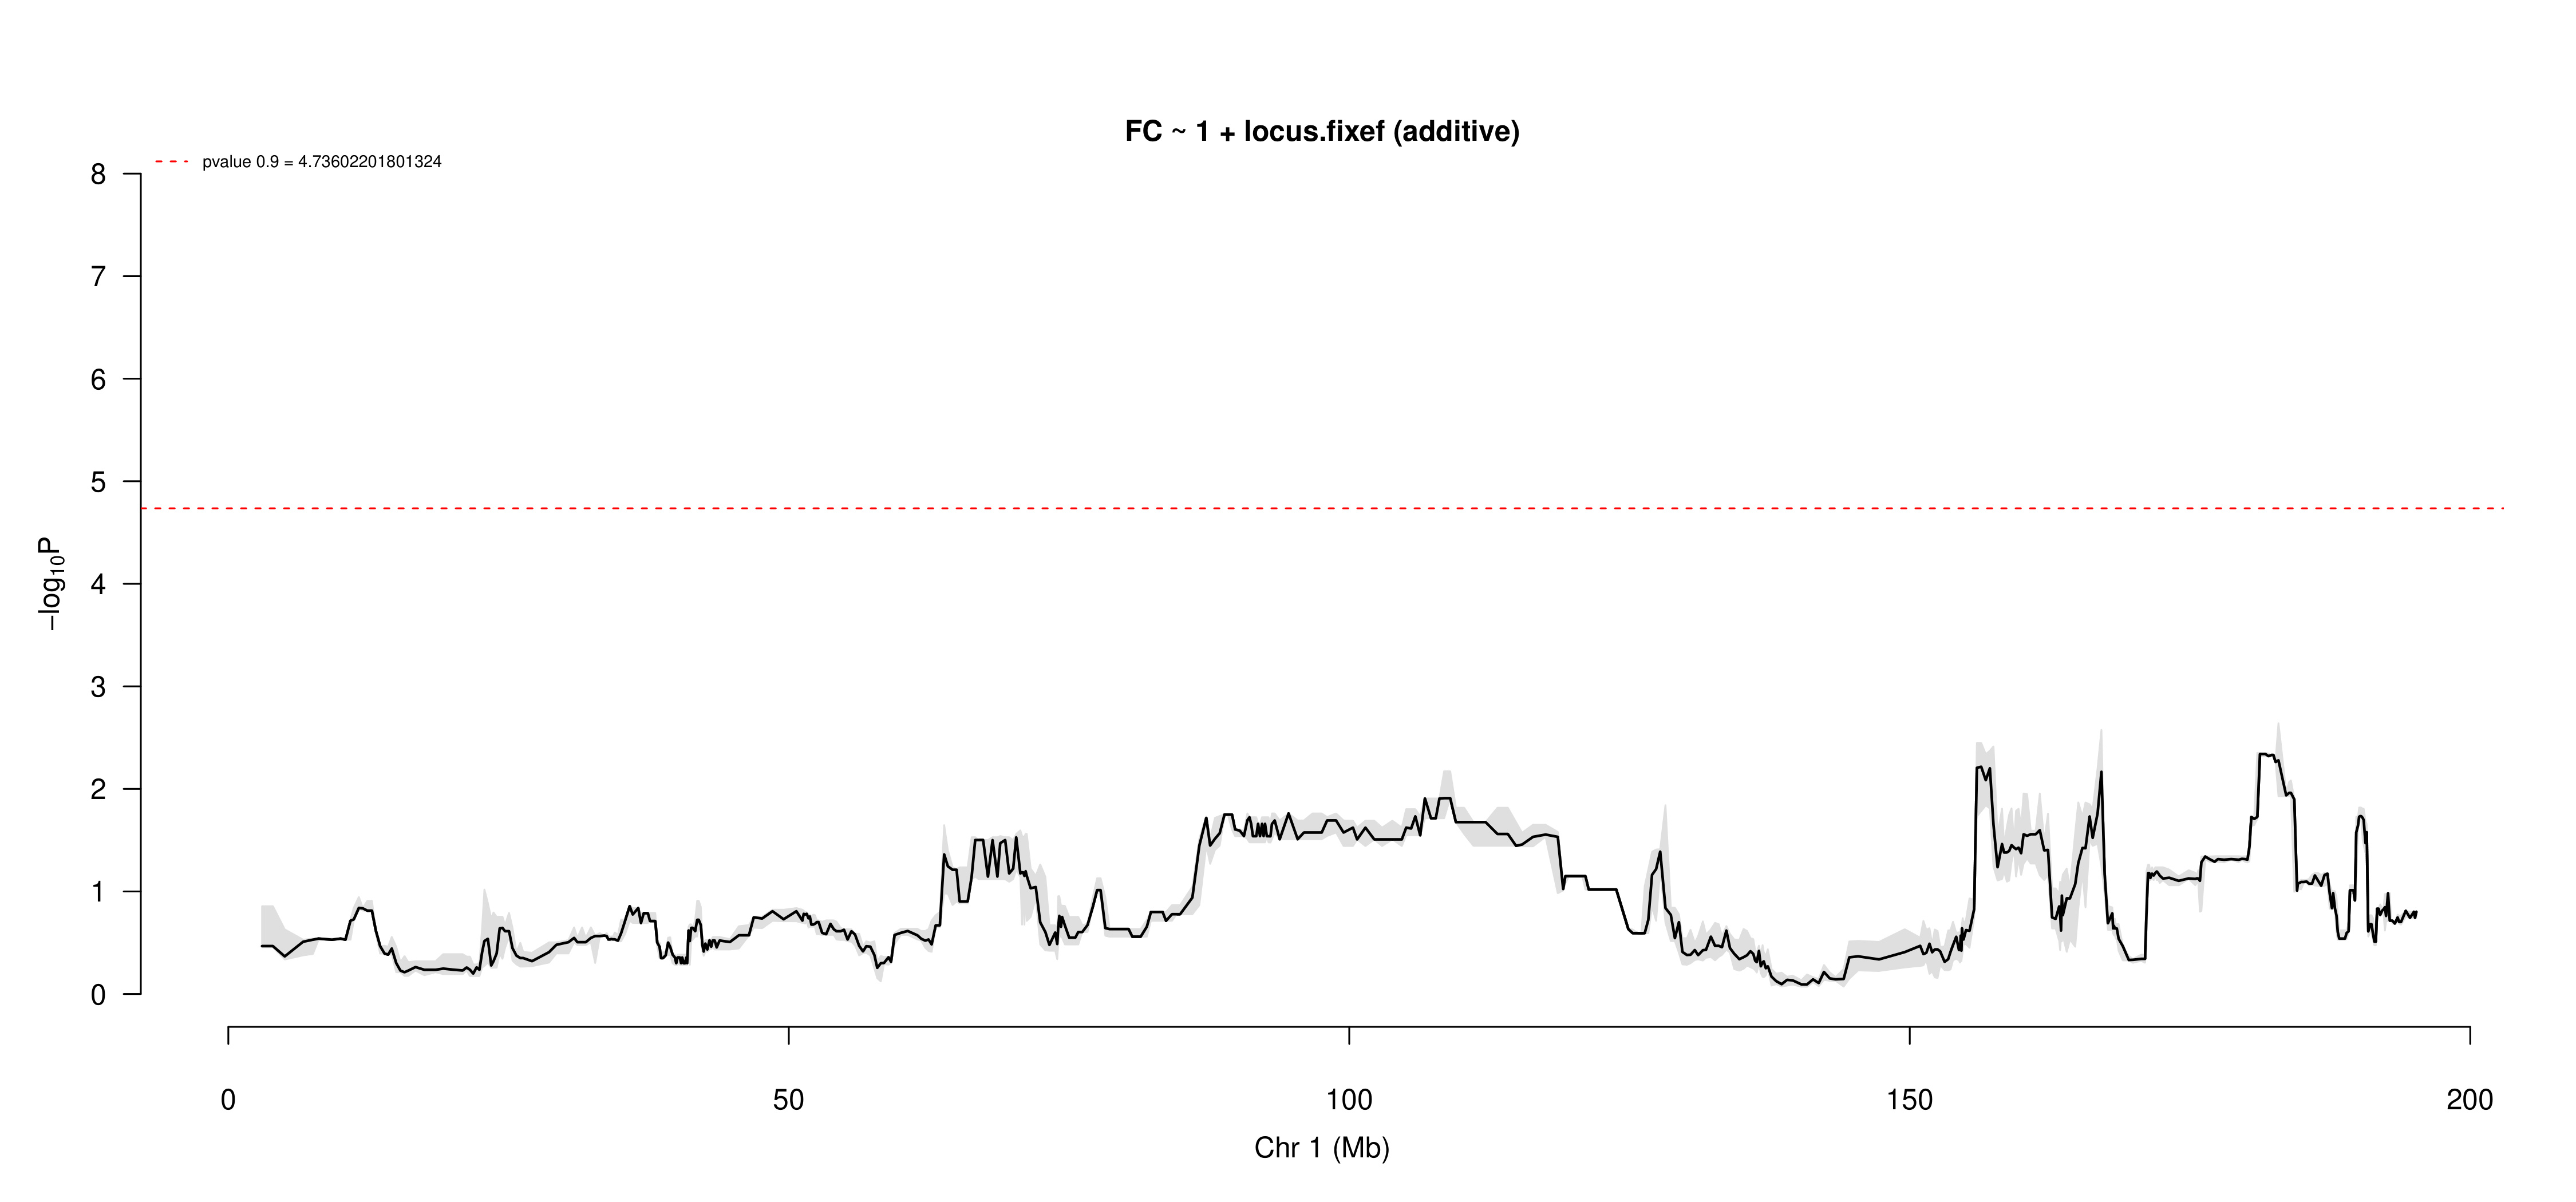 FC ~ 1 + locus.fixef (additive)
pvalue 0.9 = 4.73602201801324
8
7
6
5
4
3
2
1
0
−log10P
0 50 100 150 200
Chr 1 (Mb)